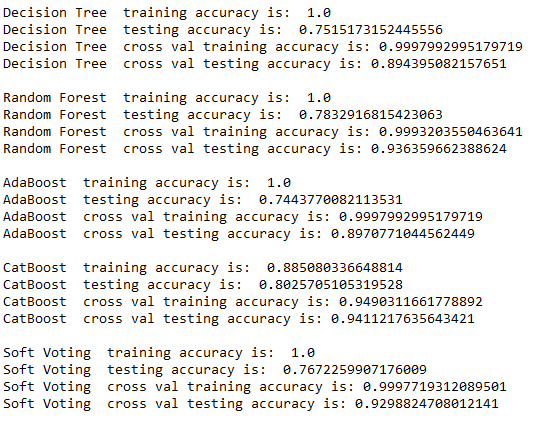 Decision Tree  training accuracy is:  1.0
Decision Tree  testing accuracy is:  0.7515173152445556
Decision Tree  cross val training accuracy is: 0.9997992995179719
Decision Tree  cross val testing accuracy is: 0.894395082157651
Random Forest  training accuracy is:  1.0
Random Forest  testing accuracy is:  0.7832916815423063
Random Forest  cross val training accuracy is: 0.9993203550463641
Random Forest  cross val testing accuracy is: 0.936359662388624
AdaBoost  training accuracy is:  1.0
AdaBoost  testing accuracy is:  0.7443770082113531
AdaBoost  cross val training accuracy is: 0.9997992995179719
AdaBoost  cross val testing accuracy is: 0.8970771044562449
CatBoost  training accuracy is:  0.885080336648814
CatBoost  testing accuracy is:  0.8025705105319528
CatBoost  cross val training accuracy is: 0.9490311661778892
CatBoost  cross val testing accuracy is: 0.9411217635643421
Soft Voting  training accuracy is:  1.0
Soft Voting  testing accuracy is:  0.7672259907176009
Soft Voting  cross val training accuracy is: 0.9997719312089501
Soft Voting  cross val testing accuracy is: 0.9298824708012141